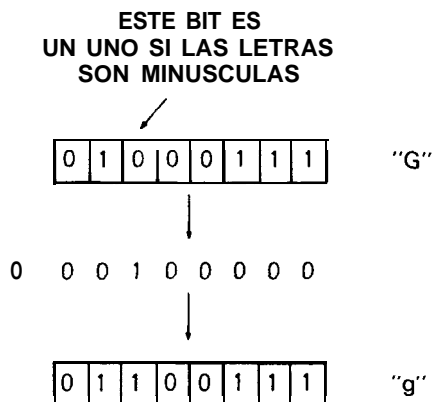 ESTE BIT ES
UN UNO SI LAS LETRAS
SON MINUSCULAS
0 1 0 0 0 1 1 1 "G"
0 0 0 1 0 0 0 0 0
0 1 1 0 0 1 1 1 "g"